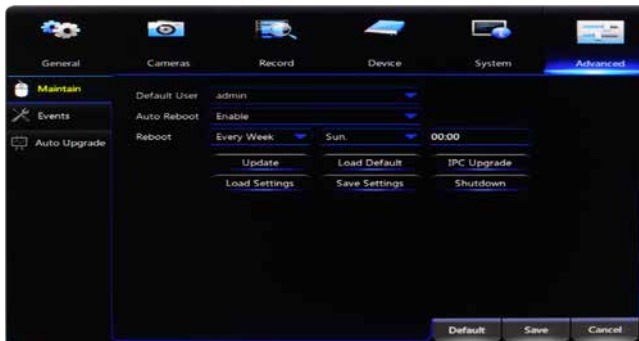 General Cameras Record Device System Advanced
Maintain
Events
Auto Upgrade
Default User admin
Auto Reboot Enable
Reboot Every Week Sun. 00:00
Update Load Default IPC Upgrade
Load Settings Save Settings Shutdown
Default Save Cancel